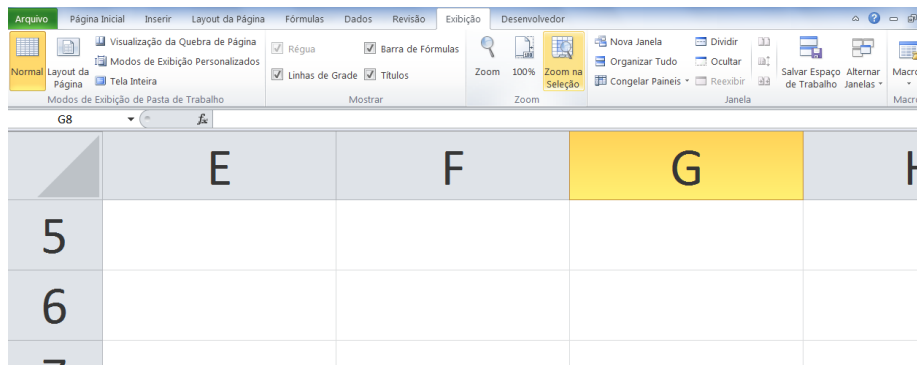 Arquivo Página Inicial Inserir Layout da Página Fórmulas Dados Revisão Exibição Desenvolvedor
Normal
Layout da Página
Visualização da Quebra de Página
Modos de Exibição Personalizados
Tela Inteira
Modos de Exibição de Pasta de Trabalho
Régua
Barra de Fórmulas
Linhas de Grade
Títulos
Mostrar
Zoom
100%
Zoom na Seleção
Zoom
Nova Janela
Organizar Tudo
Congelar Paineis
Dividir
Ocultar
Reexibir
Salvar Espaço de Trabalho
Alternar Janelas
Janela
G8
fx
E F G
5
6